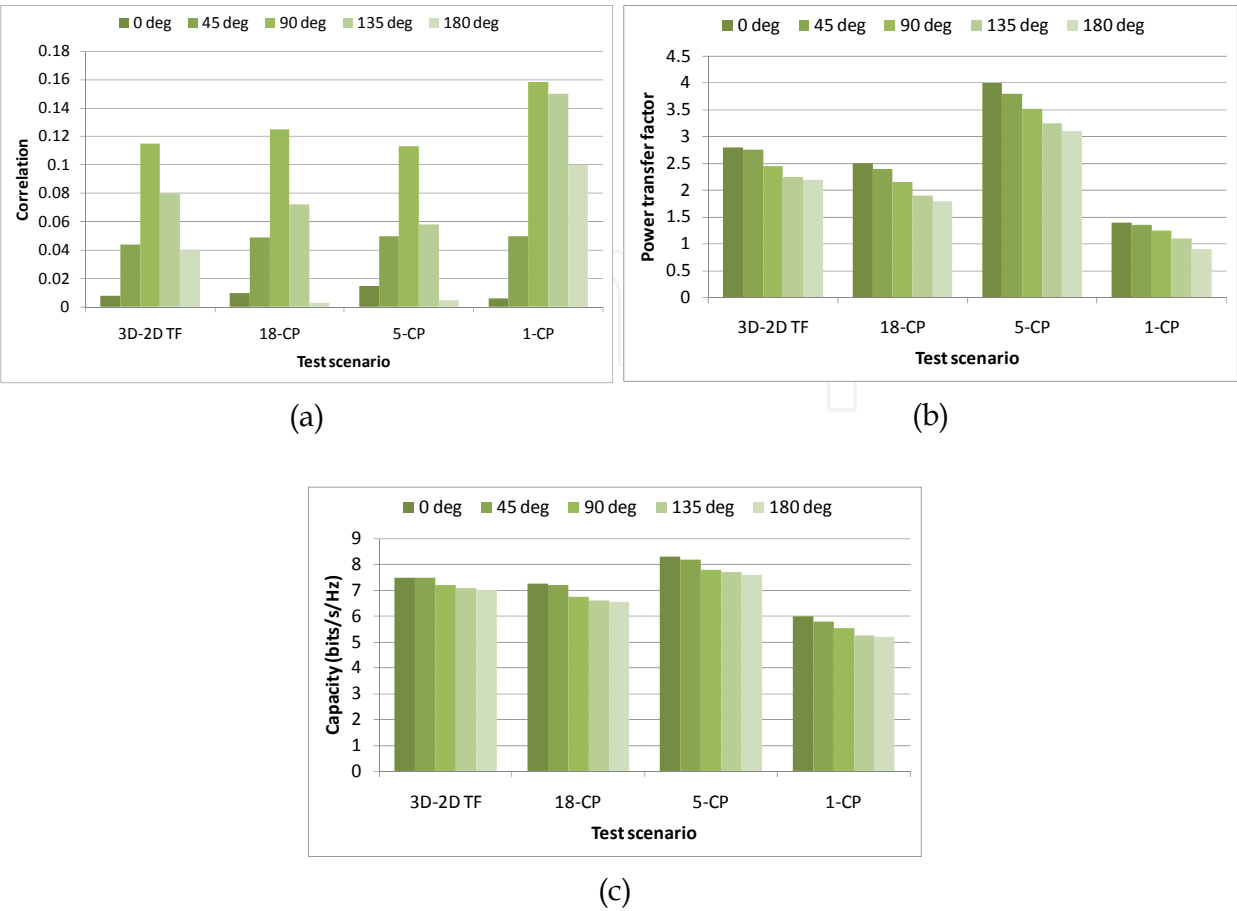 0 deg 45 deg 90 deg 135 deg 180 deg
0.18
0.16
0.14
0.12
0.1
0.08
0.06
0.04
0.02
0
Correlation
3D-2D TF 18-CP 5-CP 1-CP
Test scenario
(a)
0 deg 45 deg 90 deg 135 deg 180 deg
4.5
4
3.5
3
2.5
2
1.5
1
0.5
0
Power transfer factor
3D-2D TF 18-CP 5-CP 1-CP
Test scenario
(b)
0 deg 45 deg 90 deg 135 deg 180 deg
9
8
7
6
5
4
3
2
1
0
Capacity (bits/s/Hz)
3D-2D TF 18-CP 5-CP 1-CP
Test scenario
(c)